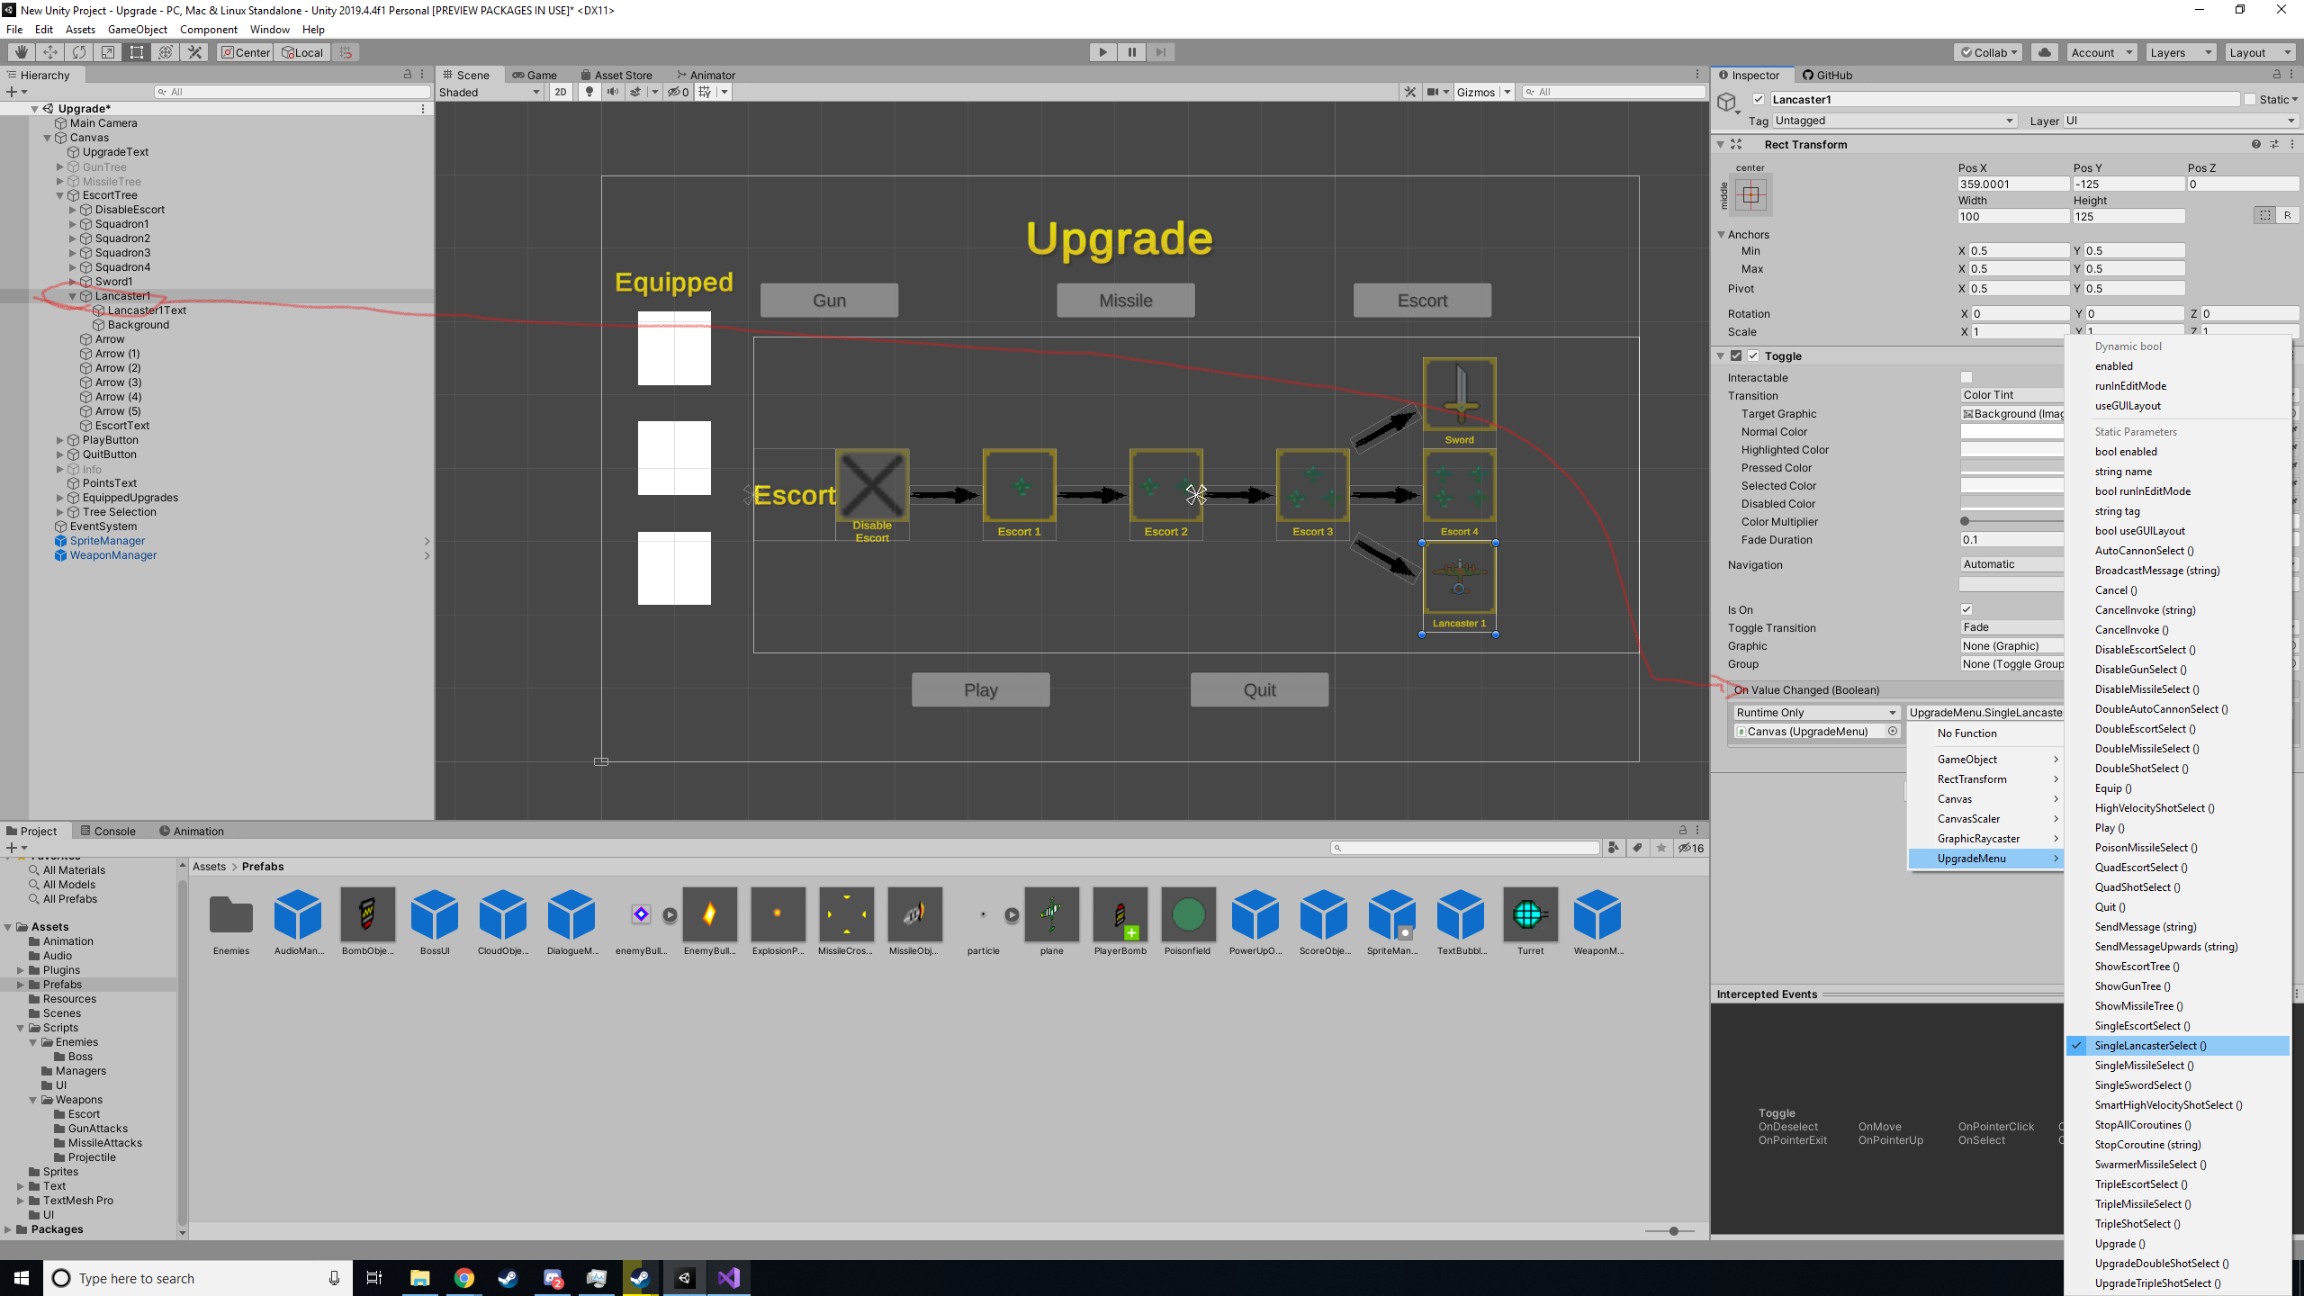 New Unity Project - Upgrade - PC, Mac & Linux Standalone - Unity 2019.4.4f1 Personal [PREVIEW PACKAGES IN USE]* <DX11>
File Edit Assets GameObject Component Window Help
Center Local
Collab Account Layers Layout
Hierarchy
All
Upgrade*
Main Camera
Canvas
UpgradeText
GunTree
MissileTree
EscortTree
DisableEscort
Squadron1
Squadron2
Squadron3
Squadron4
Sword1
Lancaster1
Lancaster1Text
Background
Arrow
Arrow (1)
Arrow (2)
Arrow (3)
Arrow (4)
Arrow (5)
EscortText
PlayButton
QuitButton
Info
PointsText
EquippedUpgrades
Tree Selection
EventSystem
SpriteManager
WeaponManager
Scene Game Asset Store Animator
Shaded 2D 0 Gizmos All
Upgrade
Equipped
Gun Missile Escort
Sword
Escort
Disable
Escort
Escort 1
Escort 2
Escort 3
Escort 4
Lancaster 1
Play Quit
Inspector GitHub
Lancaster1 Static
Tag Untagged Layer UI
Rect Transform
center
middle
Pos X Pos Y Pos Z
359.0001 -125 0
Width Height
100 125
R
Anchors
Min X 0.5 Y 0.5
Max X 0.5 Y 0.5
Pivot X 0.5 Y 0.5
Rotation X 0 Y 0 Z 0
Scale X 1 Y 1 Z 1
Toggle
Interactable
Transition Color Tint
Target Graphic Background (Imag
Normal Color
Highlighted Color
Pressed Color
Selected Color
Disabled Color
Color Multiplier
Fade Duration 0.1
Navigation Automatic
Is On
Toggle Transition Fade
Graphic None (Graphic)
Group None (Toggle Group
On Value Changed (Boolean)
Runtime Only UpgradeMenu.SingleLancaste
Canvas (UpgradeMenu)
No Function
GameObject
RectTransform
Canvas
CanvasScaler
GraphicRaycaster
UpgradeMenu
Dynamic bool
enabled
runInEditMode
useGUILayout
Static Parameters
bool enabled
string name
bool runInEditMode
string tag
bool useGUILayout
AutoCannonSelect ()
BroadcastMessage (string)
Cancel ()
CancelInvoke (string)
CancelInvoke ()
DisableEscortSelect ()
DisableGunSelect ()
DisableMissileSelect ()
DoubleAutoCannonSelect ()
DoubleEscortSelect ()
DoubleMissileSelect ()
DoubleShotSelect ()
Equip ()
HighVelocityShotSelect ()
Play ()
PoisonMissileSelect ()
QuadEscortSelect ()
QuadShotSelect ()
Quit ()
SendMessage (string)
SendMessageUpwards (string)
ShowEscortTree ()
ShowGunTree ()
ShowMissileTree ()
SingleEscortSelect ()
SingleLancasterSelect ()
SingleMissileSelect ()
SingleSwordSelect ()
SmartHighVelocityShotSelect ()
StopAllCoroutines ()
StopCoroutine (string)
SwarmerMissileSelect ()
TripleEscortSelect ()
TripleMissileSelect ()
TripleShotSelect ()
Upgrade ()
UpgradeDoubleShotSelect ()
UpgradeTripleShotSelect ()
Intercepted Events
Toggle
OnDeselect OnMove OnPointerClick
OnPointerExit OnPointerUp OnSelect
Project Console Animation
16
All Materials
All Models
All Prefabs
Assets
Animation
Audio
Plugins
Prefabs
Resources
Scenes
Scripts
Enemies
Boss
Managers
UI
Weapons
Escort
GunAttacks
MissileAttacks
Projectile
Sprites
Text
TextMesh Pro
UI
Packages
Assets > Prefabs
Enemies AudioMan... BombObje... BossUI CloudObje... DialogueM... enemyBull... EnemyBull... ExplosionP... MissileCros... MissileObj... particle plane PlayerBomb Poisonfield PowerUpO... ScoreObje... SpriteMan... TextBubbl... Turret WeaponM...
Type here to search
2